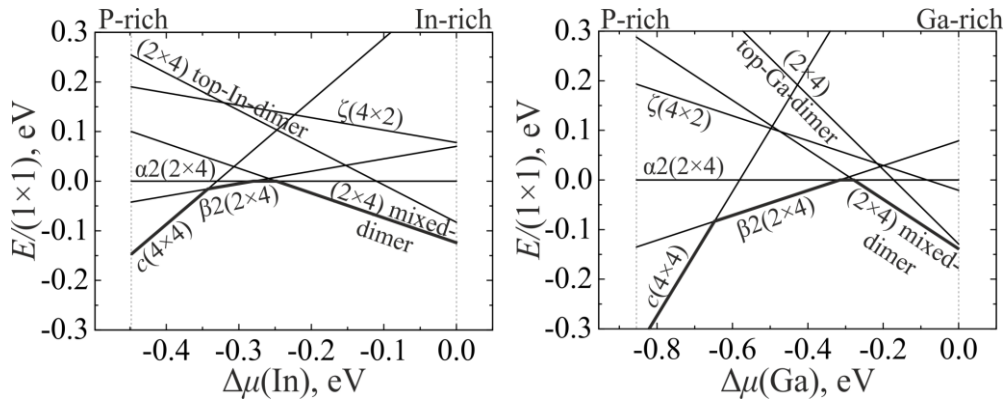 P-rich
In-rich
0.3
0.2
0.1
0.0
-0.1
-0.2
-0.3
E/(1×1), eV
(2×4) top-In-dimer
ζ(4×2)
α2(2×4)
β2(2×4)
c(4×4)
(2×4) mixed-
dimer
-0.4
-0.3
-0.2
-0.1
0.0
Δμ(In), eV
P-rich
Ga-rich
0.3
0.2
0.1
0.0
-0.1
-0.2
-0.3
E/(1×1), eV
(2×4)
top-Ga-dimer
ζ(4×2)
α2(2×4)
β2(2×4)
c(4×4)
(2×4) mixed-
dimer
-0.8
-0.6
-0.4
-0.2
0.0
Δμ(Ga), eV